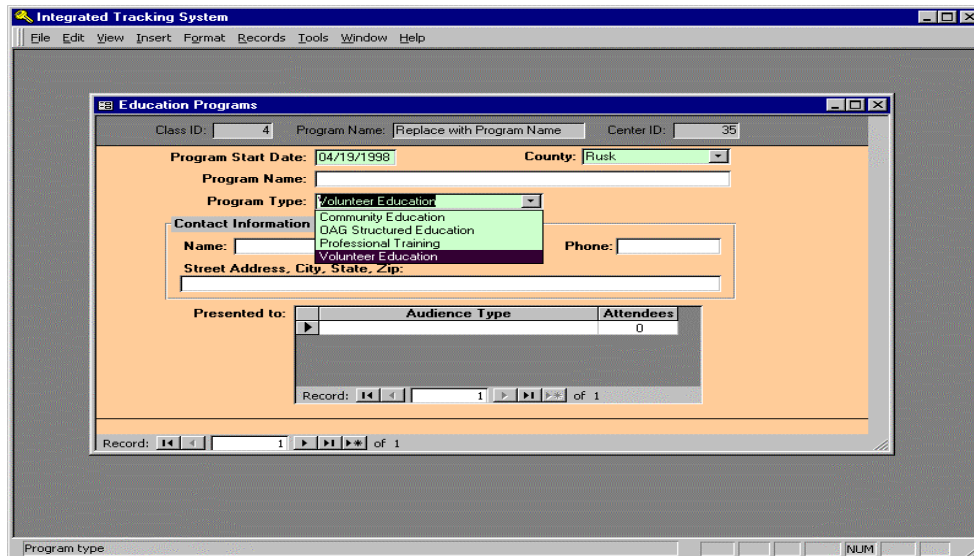 Integrated Tracking System
File Edit View Insert Format Records Tools Window Help
Education Programs
Class ID: 4 Program Name: Replace with Program Name Center ID: 35
Program Start Date: 04/19/1998 County: Rusk
Program Name:
Program Type: Volunteer Education
Community Education
OAG Structured Education
Professional Training
Volunteer Education
Contact Information
Name: Phone:
Street Address, City, State, Zip:
Presented to: Audience Type Attendees
0
Record: 1 of 1
Record: 1 of 1
Program type NUM